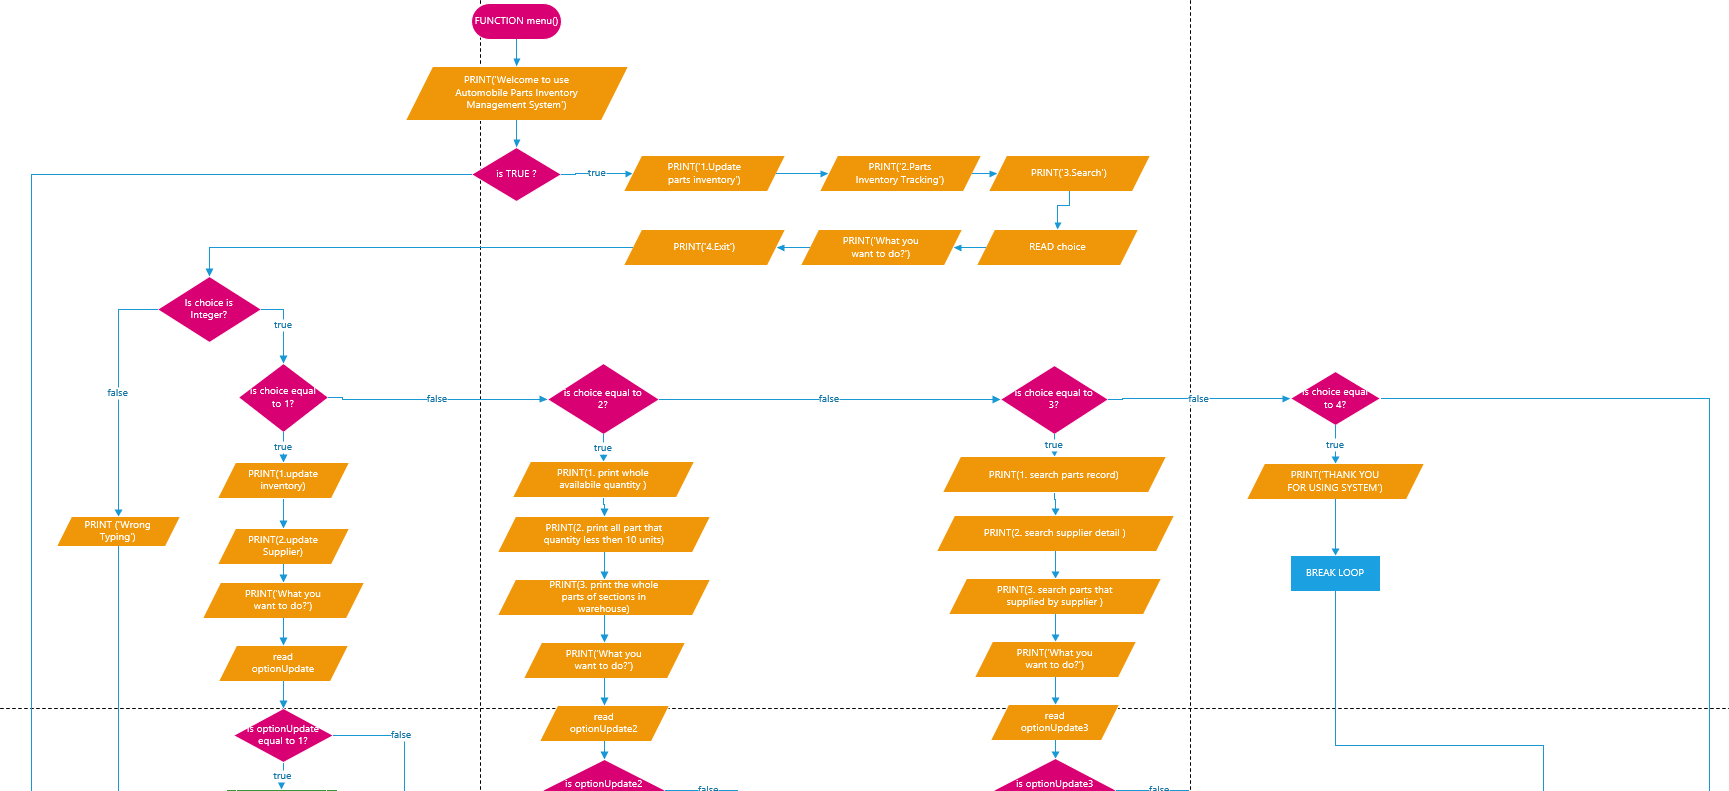 FUNCTION menu()
PRINT('Welcome to use
Automobile Parts Inventory
Management System')
is TRUE ?
true
PRINT('1.Update
parts inventory')
PRINT('2.Parts
Inventory Tracking')
PRINT('3.Search')
PRINT('4.Exit')
PRINT('What you
want to do?')
READ choice
Is choice is
Integer?
true
false
is choice equal
to 1?
false
is choice equal to
2?
false
is choice equal to
3?
false
is choice equal
to 4?
true
true
true
true
PRINT(1.update
inventory)
PRINT(1. print whole
availabile quantity )
PRINT(1. search parts record)
PRINT('THANK YOU
FOR USING SYSTEM')
PRINT ('Wrong
Typing')
PRINT(2.update
Supplier)
PRINT(2. print all part that
quantity less then 10 units)
PRINT(2. search supplier detail )
BREAK LOOP
PRINT('What you
want to do?')
PRINT(3. print the whole
parts of sections in
warehouse)
PRINT(3. search parts that
supplied by supplier )
read
optionUpdate
PRINT('What you
want to do?')
PRINT('What you
want to do?')
is optionUpdate
equal to 1?
false
true
read
optionUpdate2
read
optionUpdate3
is optionUpdate2
false
is optionUpdate3
false